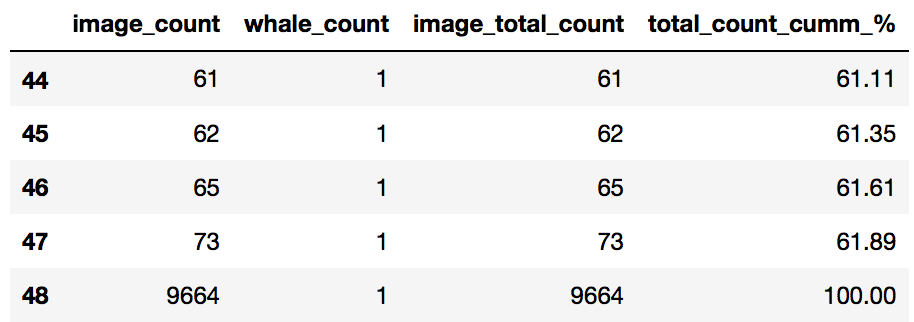 image_count whale_count image_total_count total_count_cumm_%
44 61 1 61 61.11
45 62 1 62 61.35
46 65 1 65 61.61
47 73 1 73 61.89
48 9664 1 9664 100.00